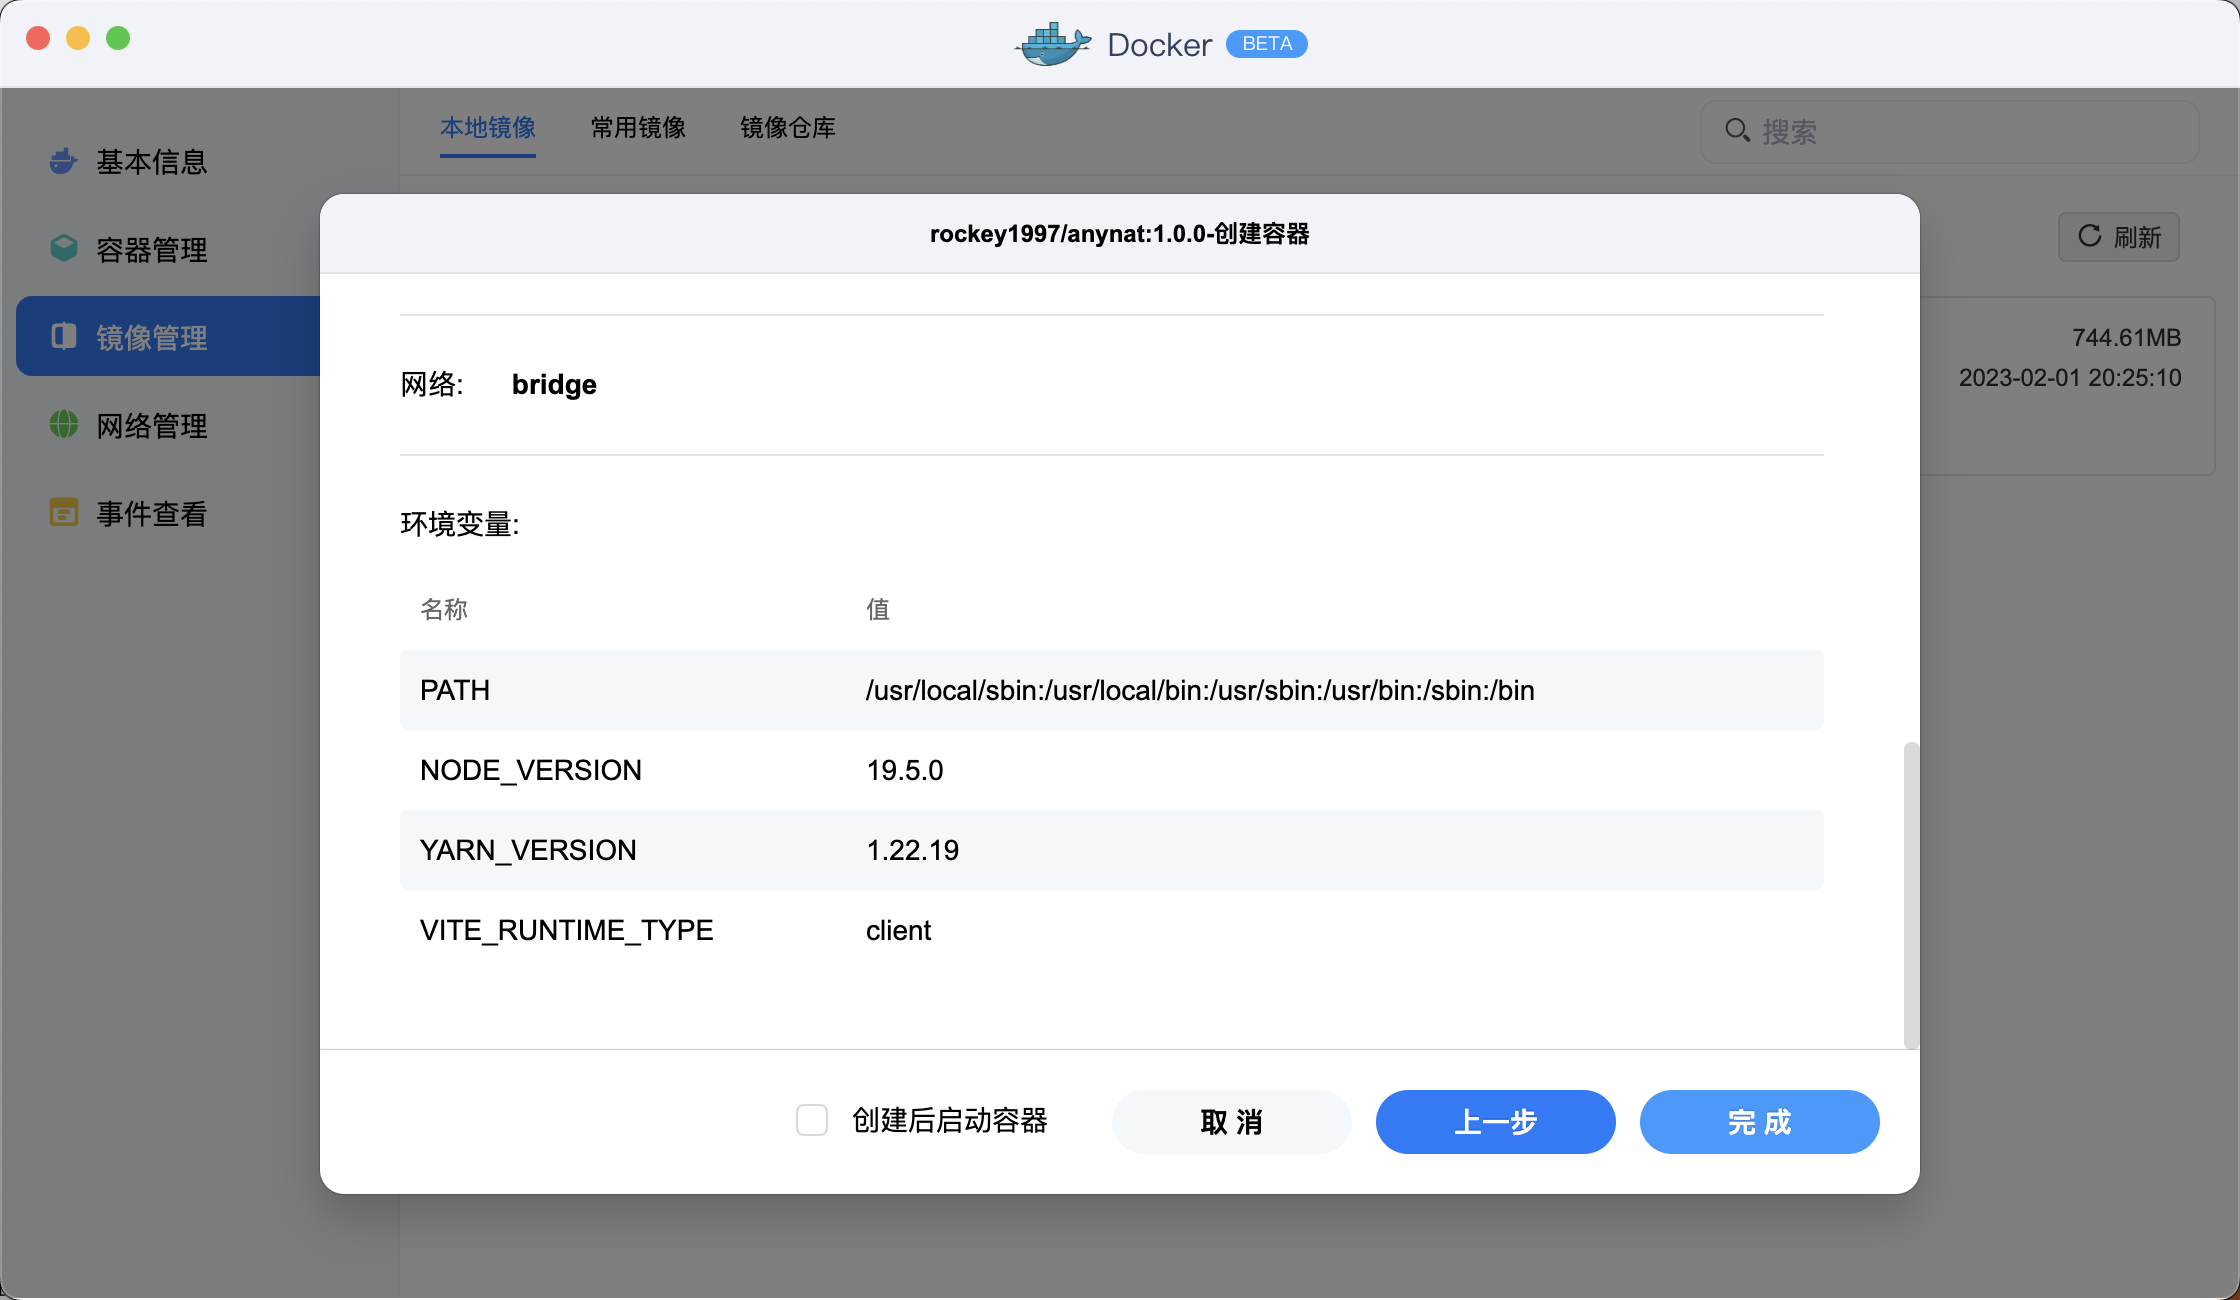 Docker BETA
本地镜像 常用镜像 镜像仓库 搜索
基本信息
容器管理
镜像管理
网络管理
事件查看
刷新
744.61MB
2023-02-01 20:25:10
rockey1997/anynat:1.0.0-创建容器
网络: bridge
环境变量:
名称 值
PATH /usr/local/sbin:/usr/local/bin:/usr/sbin:/usr/bin:/sbin:/bin
NODE_VERSION 19.5.0
YARN_VERSION 1.22.19
VITE_RUNTIME_TYPE client
创建后启动容器 取 消 上一步 完 成